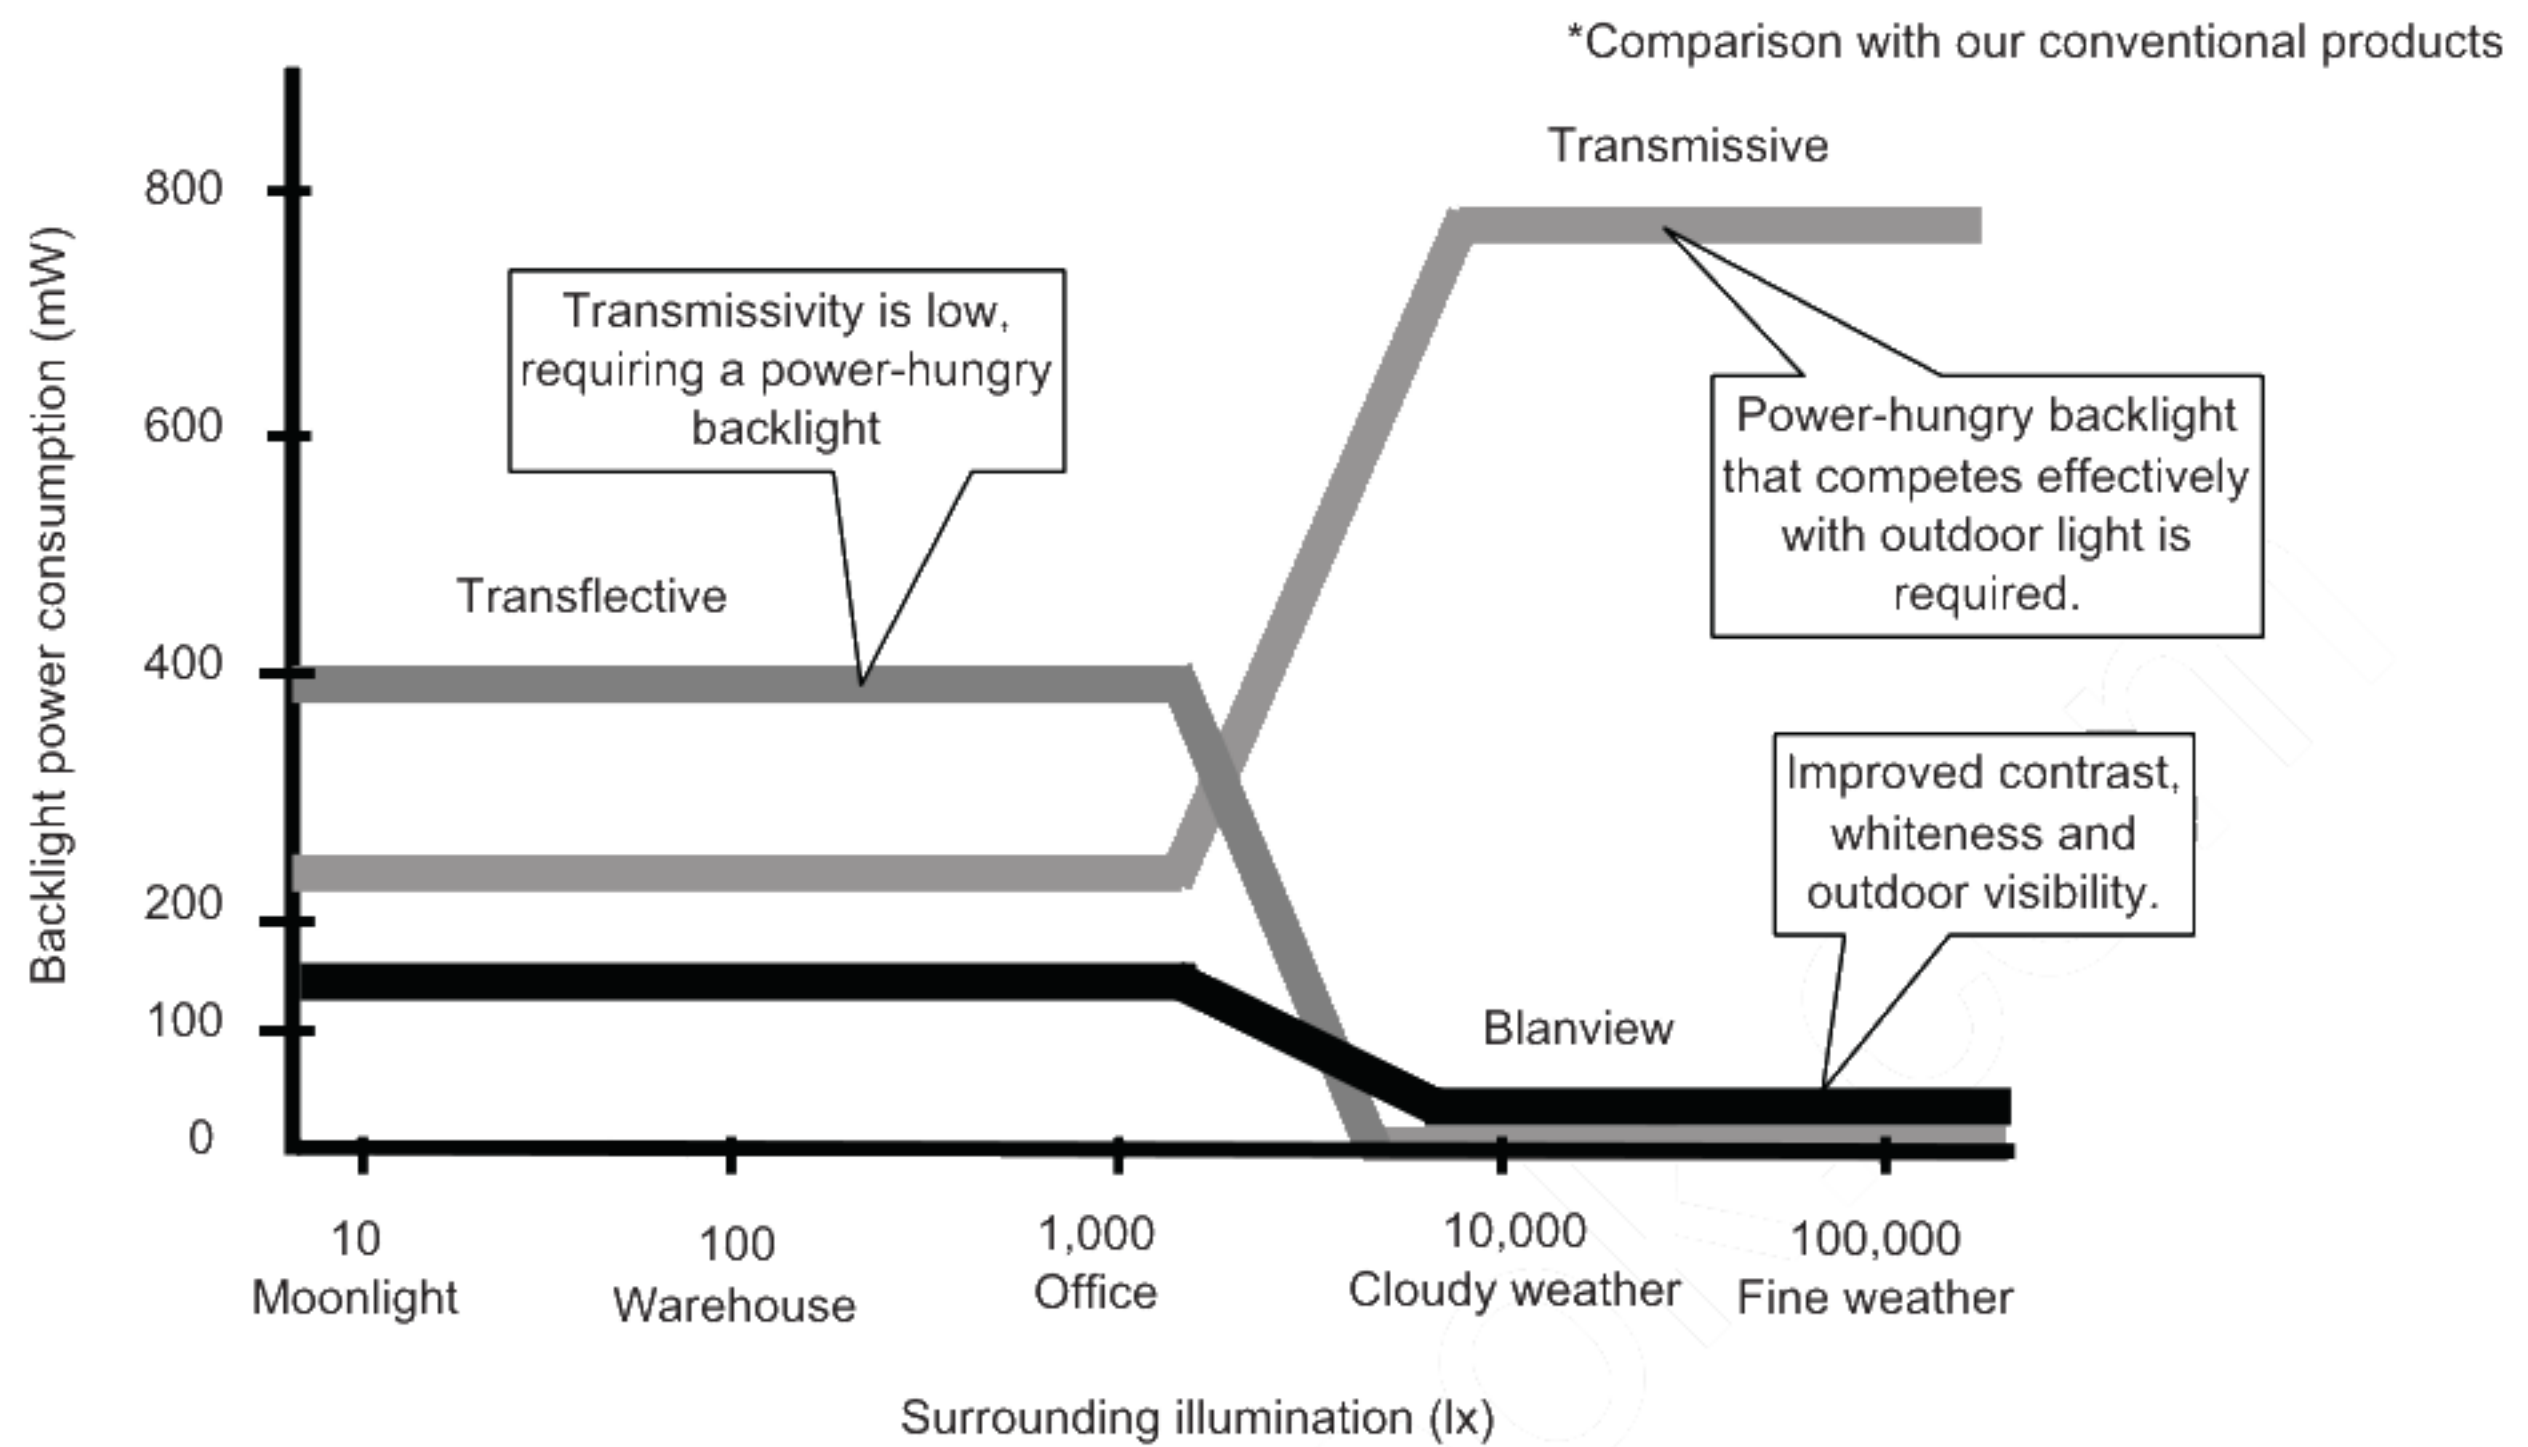 *Comparison with our conventional products
Transmissive
800
600
400
200
100
0
Backlight power consumption (mW)
Transmissivity is low,
requiring a power-hungry
backlight
Power-hungry backlight
that competes effectively
with outdoor light is
required.
Transflective
Improved contrast,
whiteness and
outdoor visibility.
Blanview
10
Moonlight
100
Warehouse
1,000
Office
10,000
Cloudy weather
100,000
Fine weather
Surrounding illumination (lx)